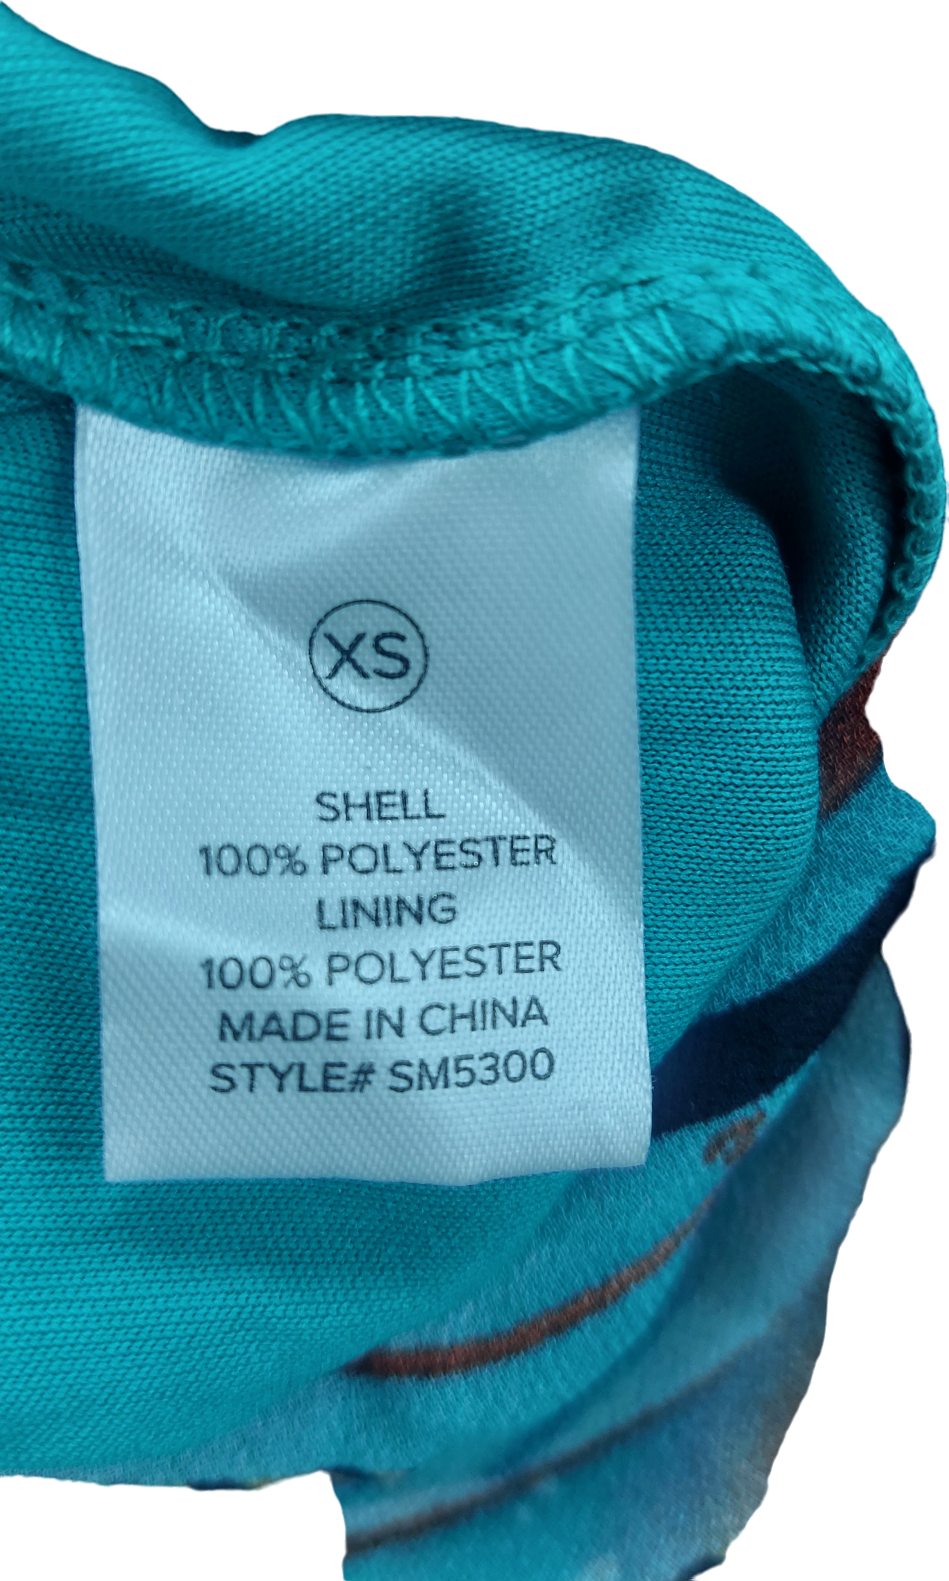 XS
SHELL
100% POLYESTER
LINING
100% POLYESTER
MADE IN CHINA
STYLE# SM5300